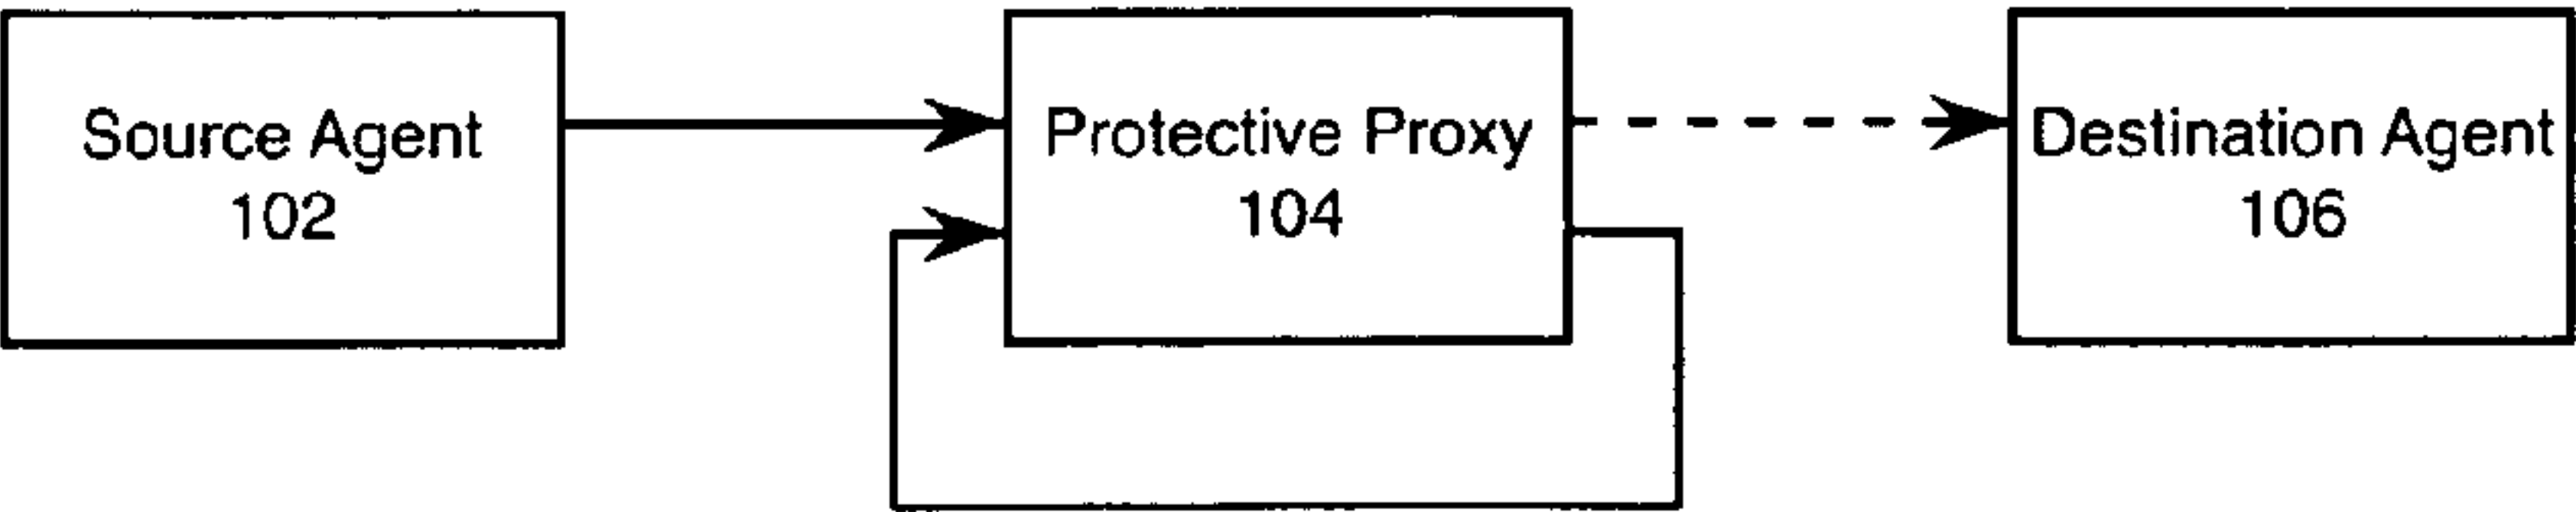 Source Agent
102
Protective Proxy
104
Destination Agent
106